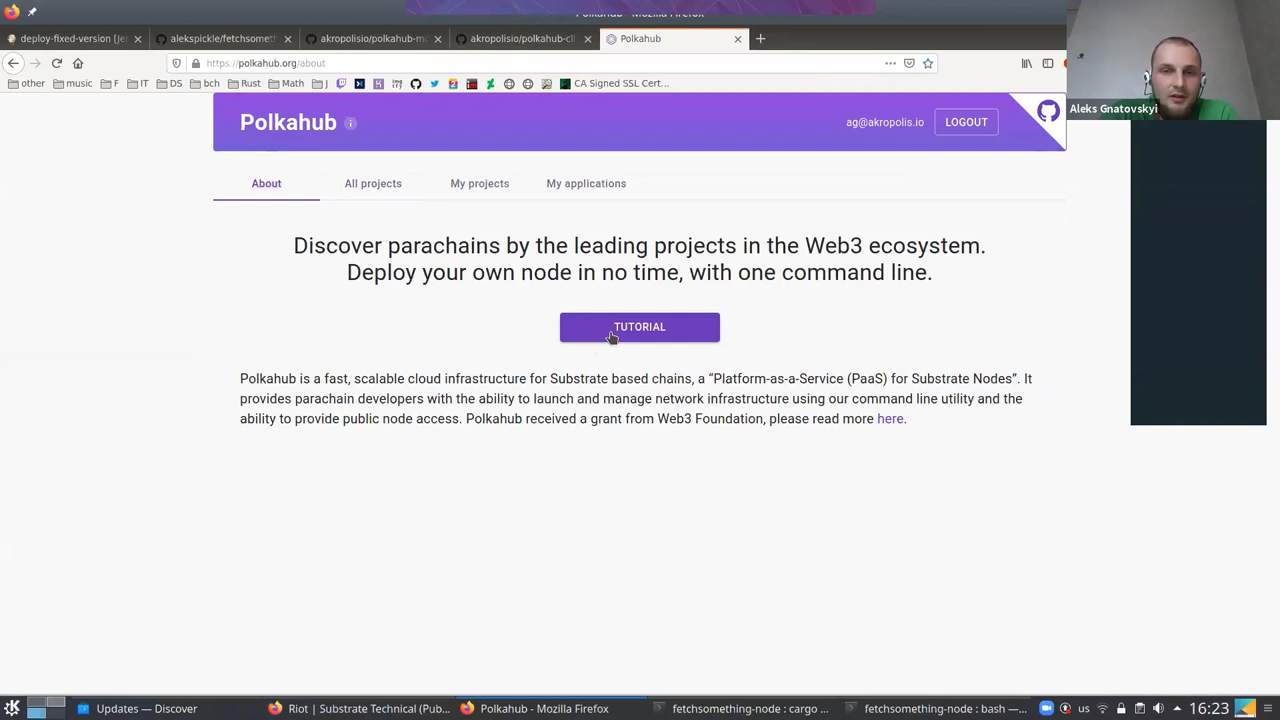 Polkahub - Mozilla Firefox
deploy-fixed-version [Je
alekspickle/fetchsometh
akropolisio/polkahub-mu
akropolisio/polkahub-cli
Polkahub
https://polkahub.org/about
other
music
F
IT
DS
bch
Rust
Math
J
CA Signed SSL Cert...
Aleks Gnatovskyi
Polkahub
ag@akropolis.io
LOGOUT
About
All projects
My projects
My applications
Discover parachains by the leading projects in the Web3 ecosystem.
Deploy your own node in no time, with one command line.
TUTORIAL
Polkahub is a fast, scalable cloud infrastructure for Substrate based chains, a “Platform-as-a-Service (PaaS) for Substrate Nodes”. It
provides parachain developers with the ability to launch and manage network infrastructure using our command line utility and the
ability to provide public node access. Polkahub received a grant from Web3 Foundation, please read more here.
Updates — Discover
Riot | Substrate Technical (Pub...
Polkahub - Mozilla Firefox
fetchsomething-node : cargo ...
fetchsomething-node : bash —...
us
16:23